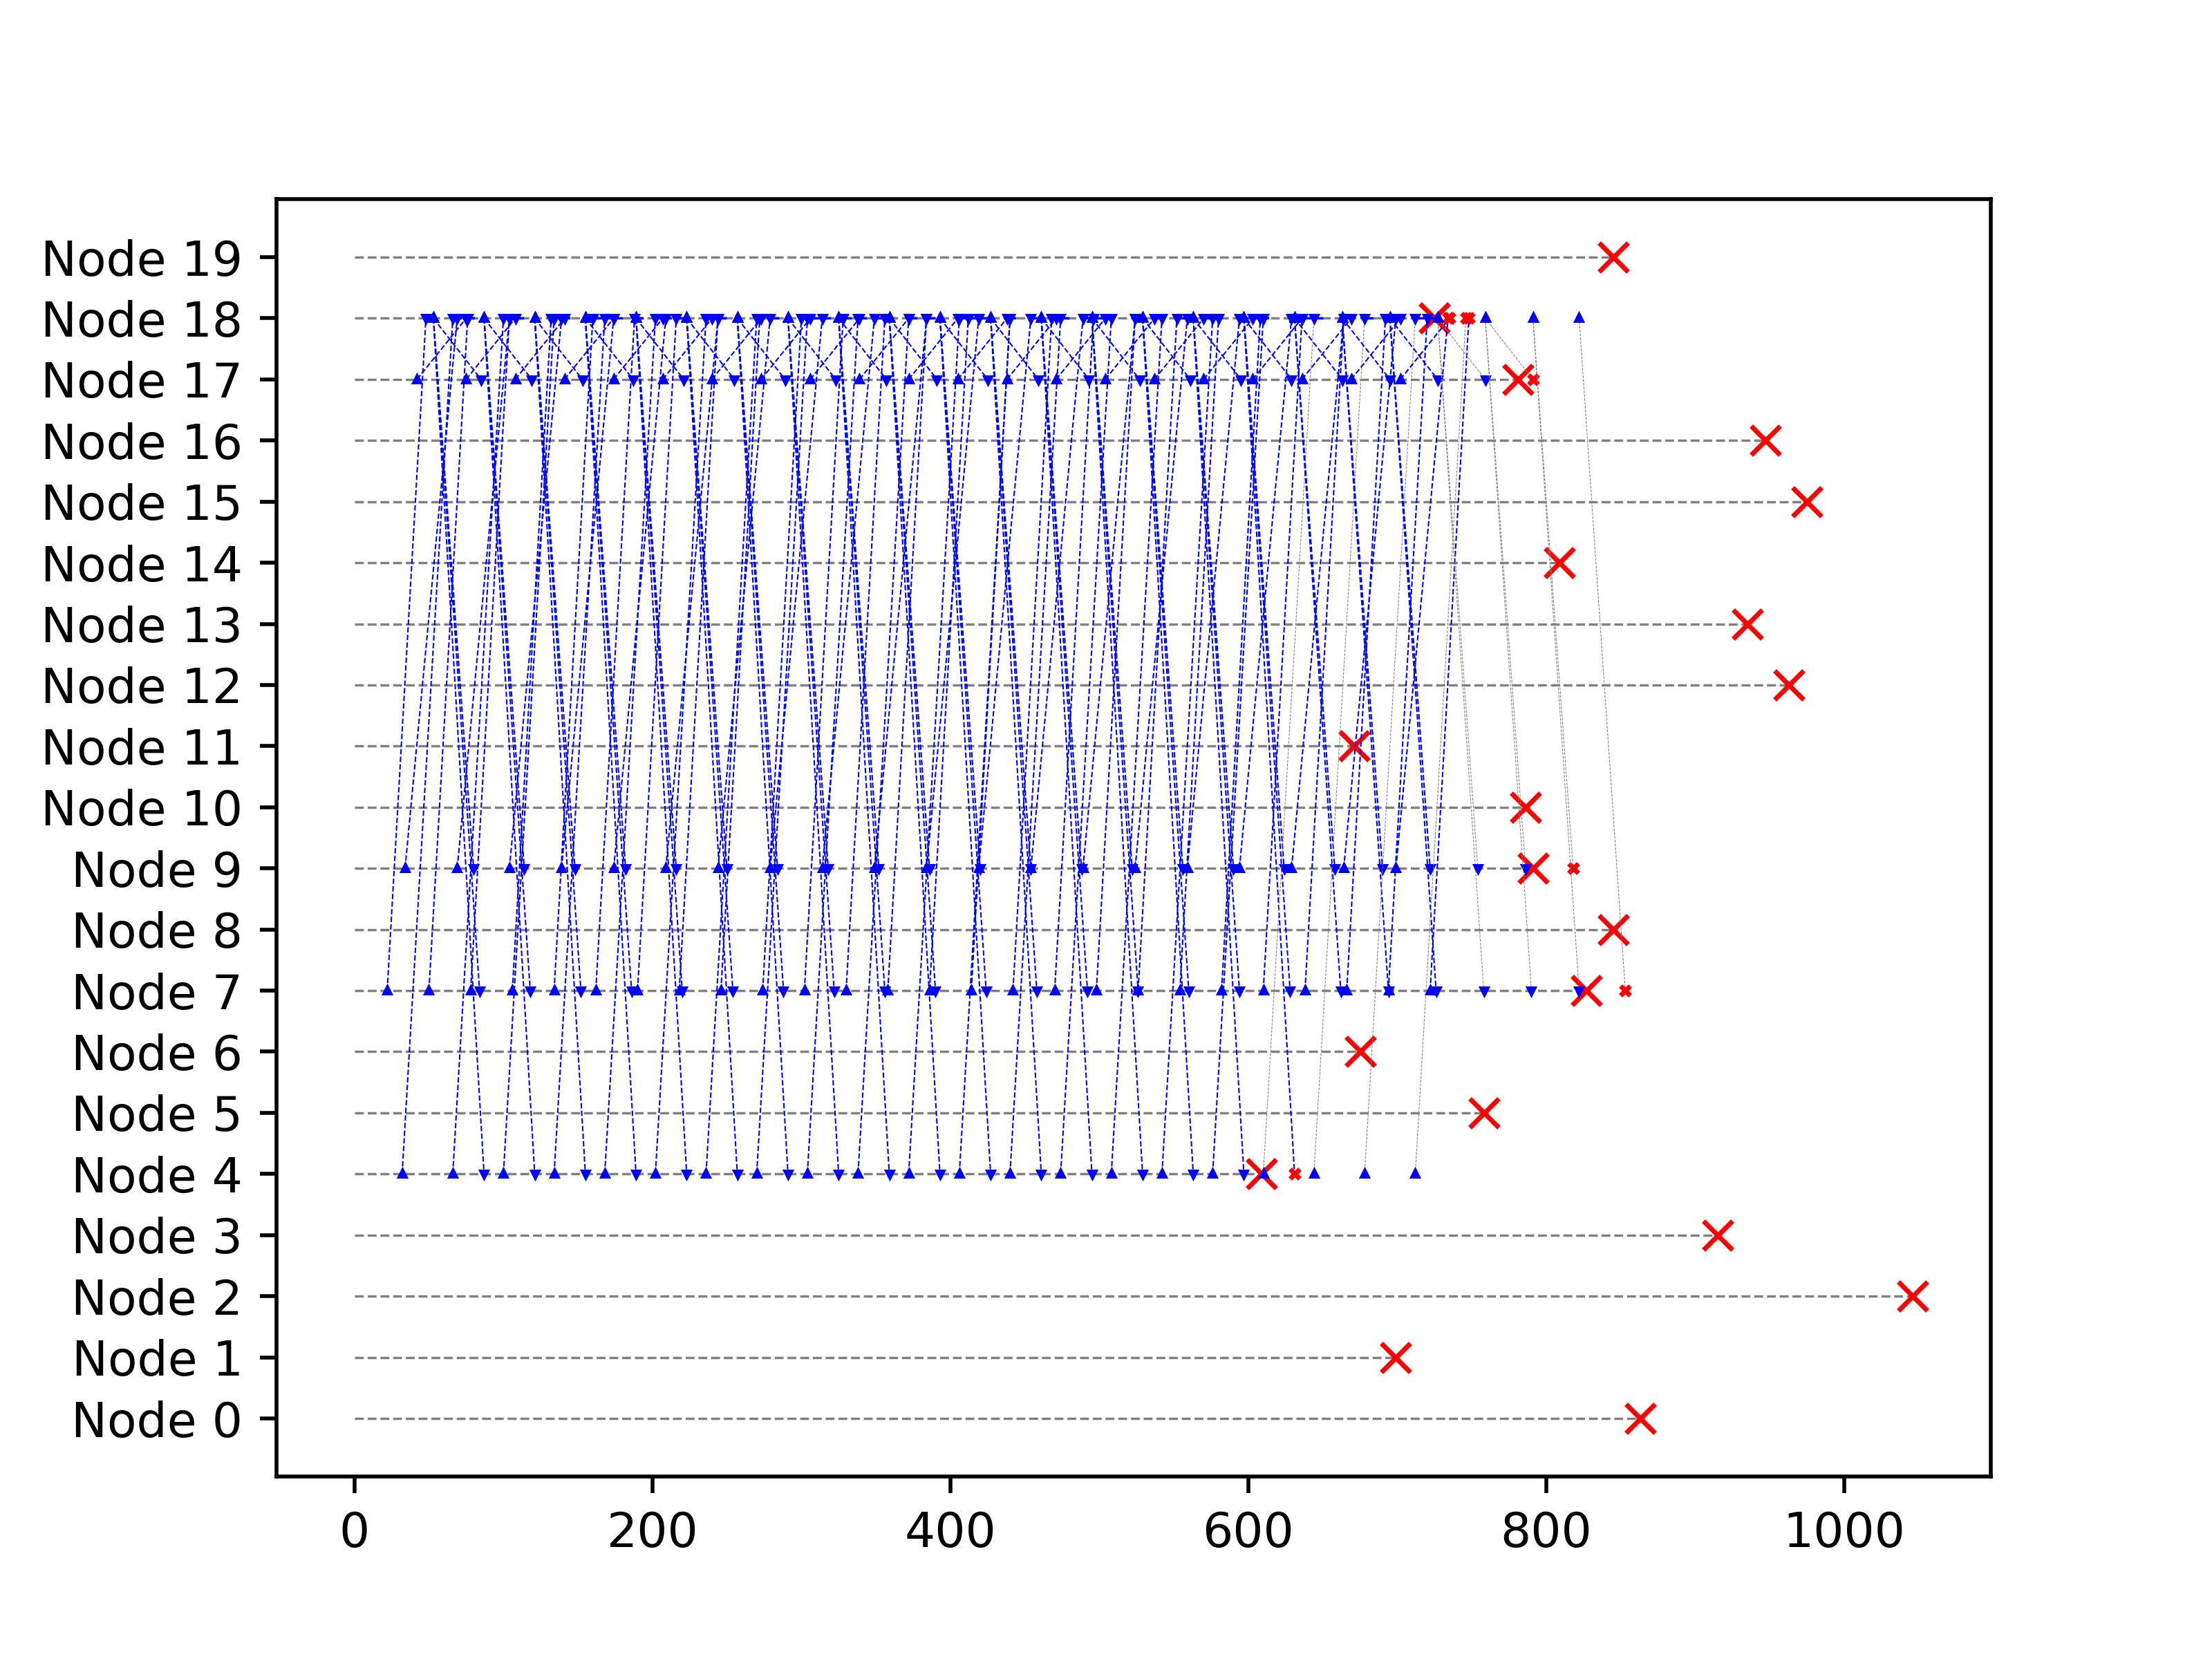 Node 19
Node 18
Node 17
Node 16
Node 15
Node 14
Node 13
Node 12
Node 11
Node 10
Node 9
Node 8
Node 7
Node 6
Node 5
Node 4
Node 3
Node 2
Node 1
Node 0
0 200 400 600 800 1000